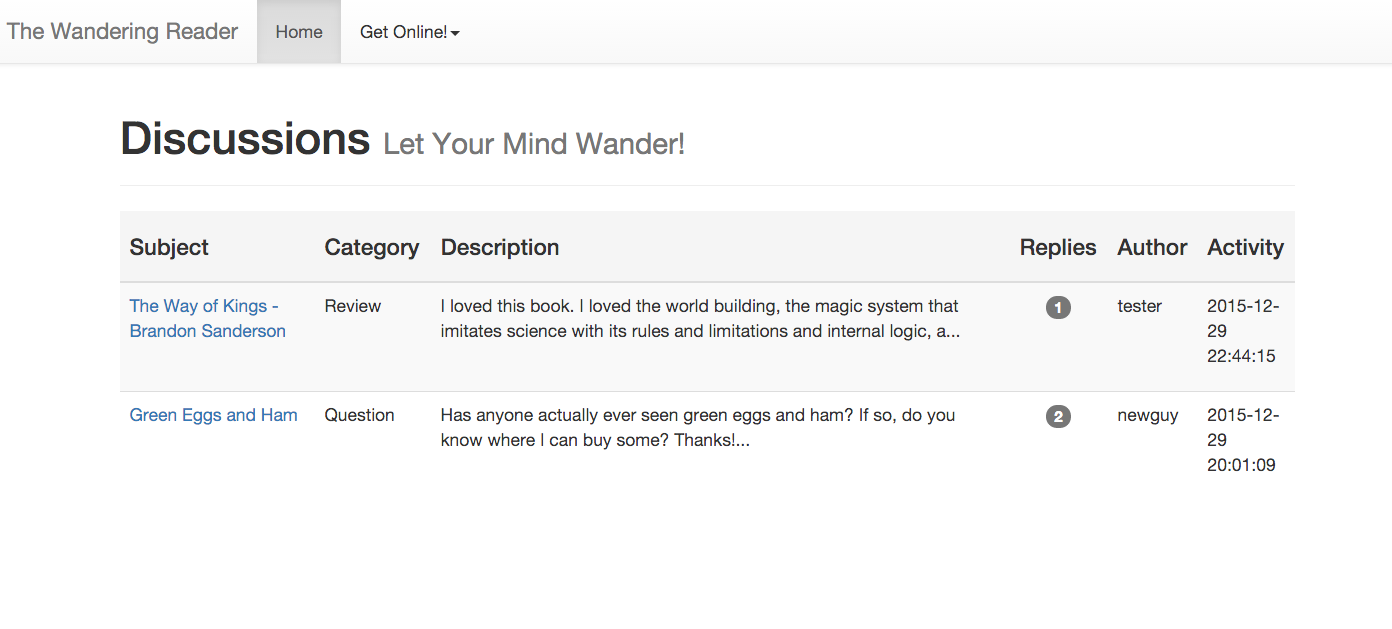 The Wandering Reader Home Get Online!
Discussions Let Your Mind Wander!
Subject Category Description Replies Author Activity
The Way of Kings - Review I loved this book. I loved the world building, the magic system that 1 tester 2015-12-
Brandon Sanderson imitates science with its rules and limitations and internal logic, a... 29
22:44:15
Green Eggs and Ham Question Has anyone actually ever seen green eggs and ham? If so, do you 2 newguy 2015-12-
know where I can buy some? Thanks!... 29
20:01:09